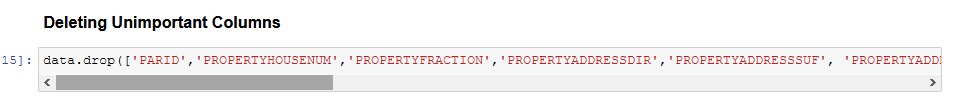 Deleting Unimportant Columns
15]: data.drop(['PARID','PROPERTYHOUSENUM','PROPERTYFRACTION','PROPERTYADDRESSDIR','PROPERTYADDRESSSUF', 'PROPERTYADD